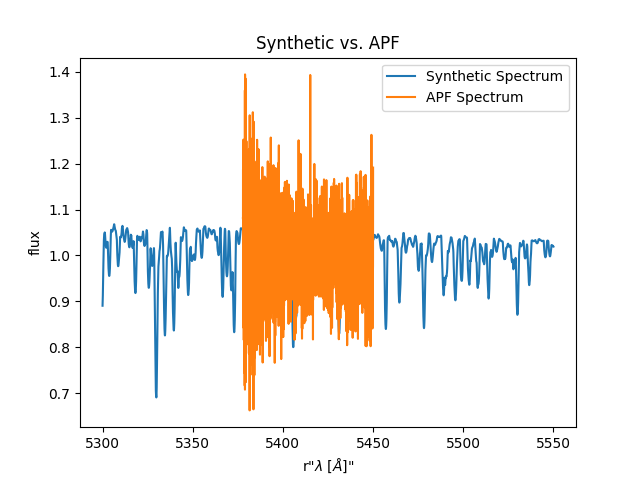 Synthetic vs. APF
Synthetic Spectrum
APF Spectrum
flux
1.4
1.3
1.2
1.1
1.0
0.9
0.8
0.7
5300
5350
5400
5450
5500
5550
r"λ [Å]"